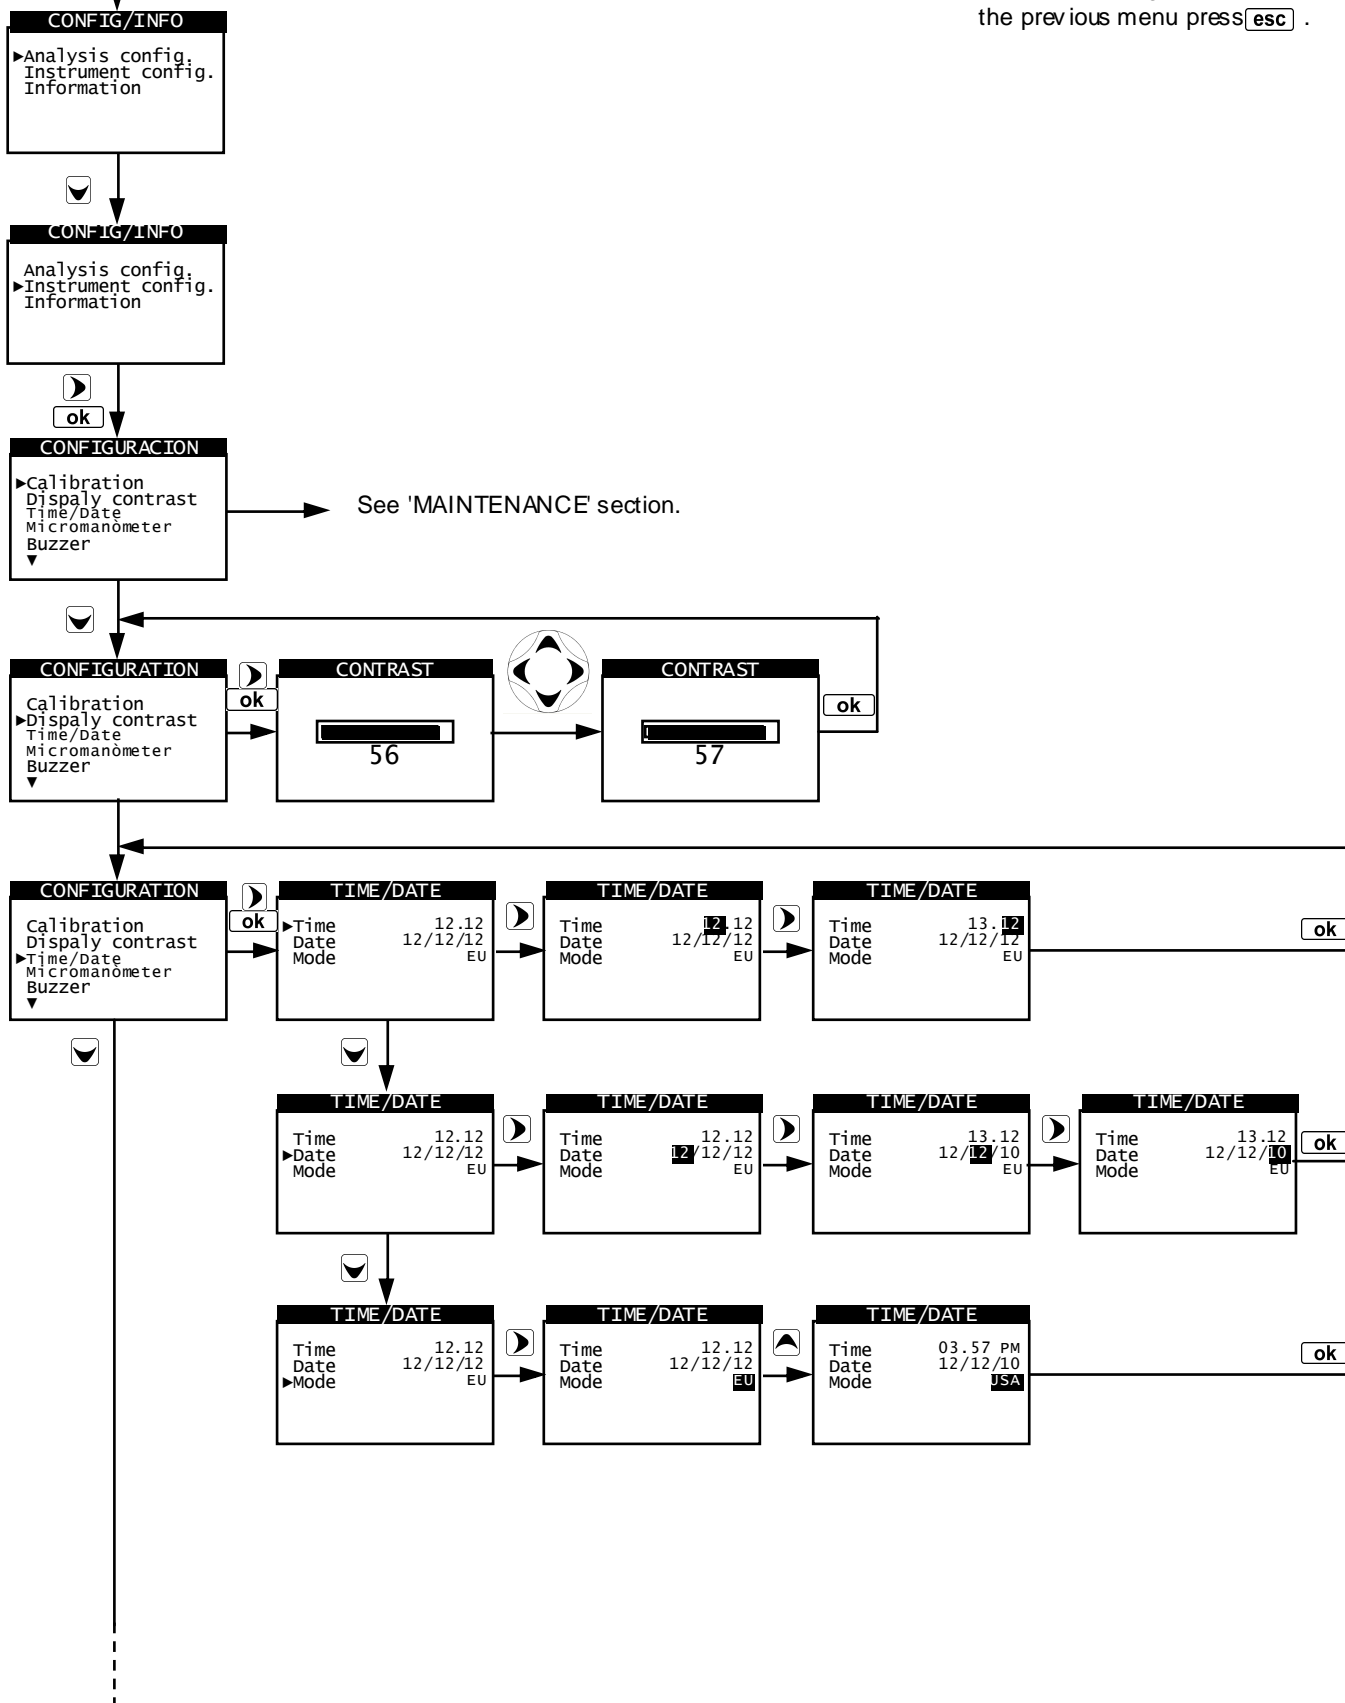 the previous menu press esc .
CONFIG/INFO
►Analysis config.
Instrument config.
Information
CONFIG/INFO
Analysis config.
►Instrument config.
Information
ok
CONFIGURACION
►Calibration
Dispaly contrast
Time/Date
Micromanòmeter
Buzzer
▼
See 'MAINTENANCE' section.
CONFIGURATION
Calibration
►Dispaly contrast
Time/Date
Micromanòmeter
Buzzer
▼
ok
CONTRAST
56
CONTRAST
57
ok
CONFIGURATION
Calibration
Dispaly contrast
►Time/Date
Micromanòmeter
Buzzer
▼
ok
TIME/DATE
►Time 12.12
Date 12/12/12
Mode EU
TIME/DATE
Time 12.12
Date 12/12/12
Mode EU
TIME/DATE
Time 13.12
Date 12/12/12
Mode EU
ok
TIME/DATE
Time 12.12
►Date 12/12/12
Mode EU
TIME/DATE
Time 12.12
Date 12/12/12
Mode EU
TIME/DATE
Time 13.12
Date 12/12/10
Mode EU
TIME/DATE
Time 13.12
Date 12/12/10
Mode EU
ok
TIME/DATE
Time 12.12
Date 12/12/12
►Mode EU
TIME/DATE
Time 12.12
Date 12/12/12
Mode EU
TIME/DATE
Time 03.57 PM
Date 12/12/10
Mode USA
ok